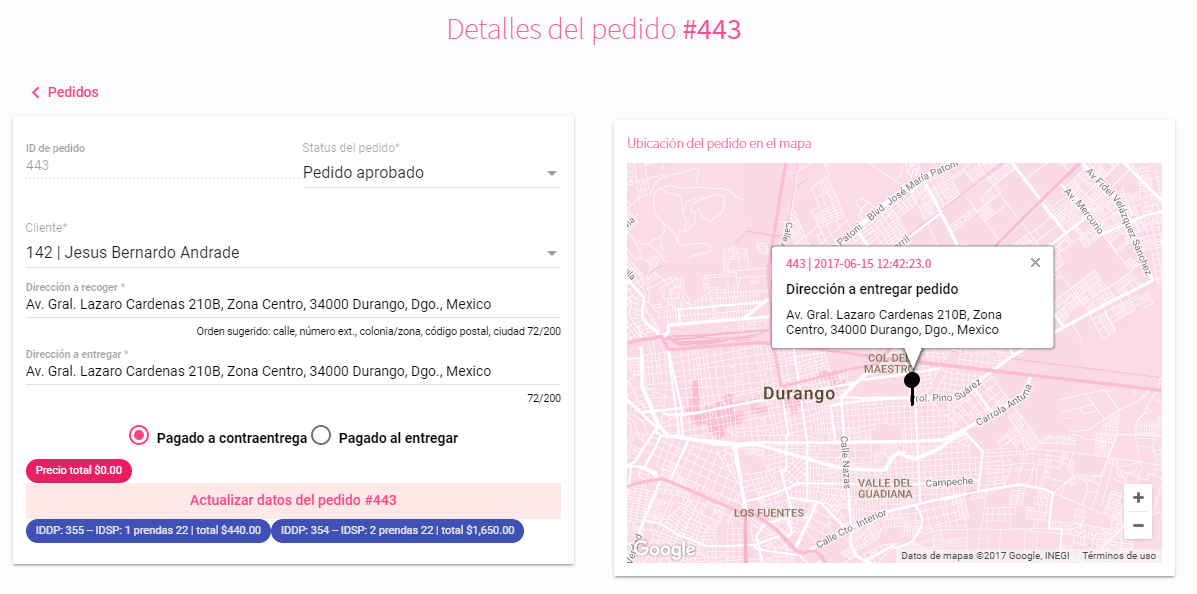 Detalles del pedido #443
Pedidos
ID de pedido
443
Status del pedido*
Pedido aprobado
Cliente*
142 | Jesus Bernardo Andrade
Dirección a recoger *
Av. Gral. Lazaro Cardenas 210B, Zona Centro, 34000 Durango, Dgo., Mexico
Orden sugerido: calle, número ext., colonia/zona, código postal, ciudad 72/200
Dirección a entregar *
Av. Gral. Lazaro Cardenas 210B, Zona Centro, 34000 Durango, Dgo., Mexico
72/200
Pagado a contraentrega
Pagado al entregar
Precio total $0.00
Actualizar datos del pedido #443
IDDP: 355 – IDSP: 1 prendas 22 | total $440.00
IDDP: 354 – IDSP: 2 prendas 22 | total $1,650.00
Ubicación del pedido en el mapa
Blvd. José María Patoni
Av. Fidel Velázquez Sánchez
Av. Mercurio
Calle
Patoni
443 | 2017-06-15 12:42:23.0
Dirección a entregar pedido
Av. Gral. Lazaro Cardenas 210B, Zona
Centro, 34000 Durango, Dgo., Mexico
COL DEL
MAESTRO
Durango
rol. Pino Suárez
Carrola Antuna
Calle Nazas
VALLE DEL
GUADIANA
Campeche
LOS FUENTES
Calle Cto. Interior
+
−
Google
Datos de mapas ©2017 Google, INEGI
Términos de uso